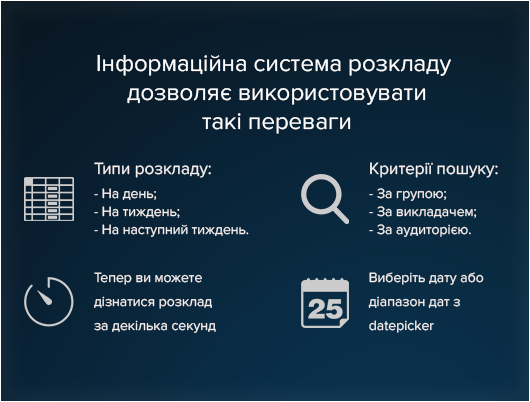 Інформаційна система розкладу
дозволяє використовувати
такі переваги
Типи розкладу:
- На день;
- На тиждень;
- На наступний тиждень.
Критерії пошуку:
- За групою;
- За викладачем;
- За аудиторією.
Тепер ви можете
дізнатися розклад
за декілька секунд
25
Виберіть дату або
діапазон дат з
datepicker